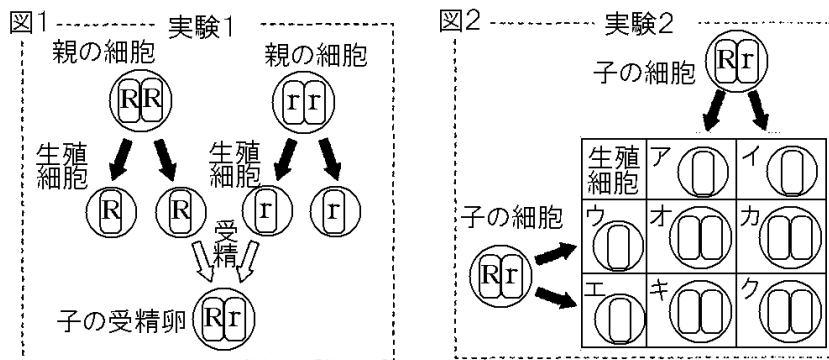 図1
実験1
親の細胞
親の細胞
RR
rr
生殖
細胞
生殖
細胞
R
R
r
r
受精
子の受精卵
Rr
図2
実験2
子の細胞
Rr
生殖
細胞
ア
イ
子の細胞
Rr
ウ
オ
カ
エ
キ
ク